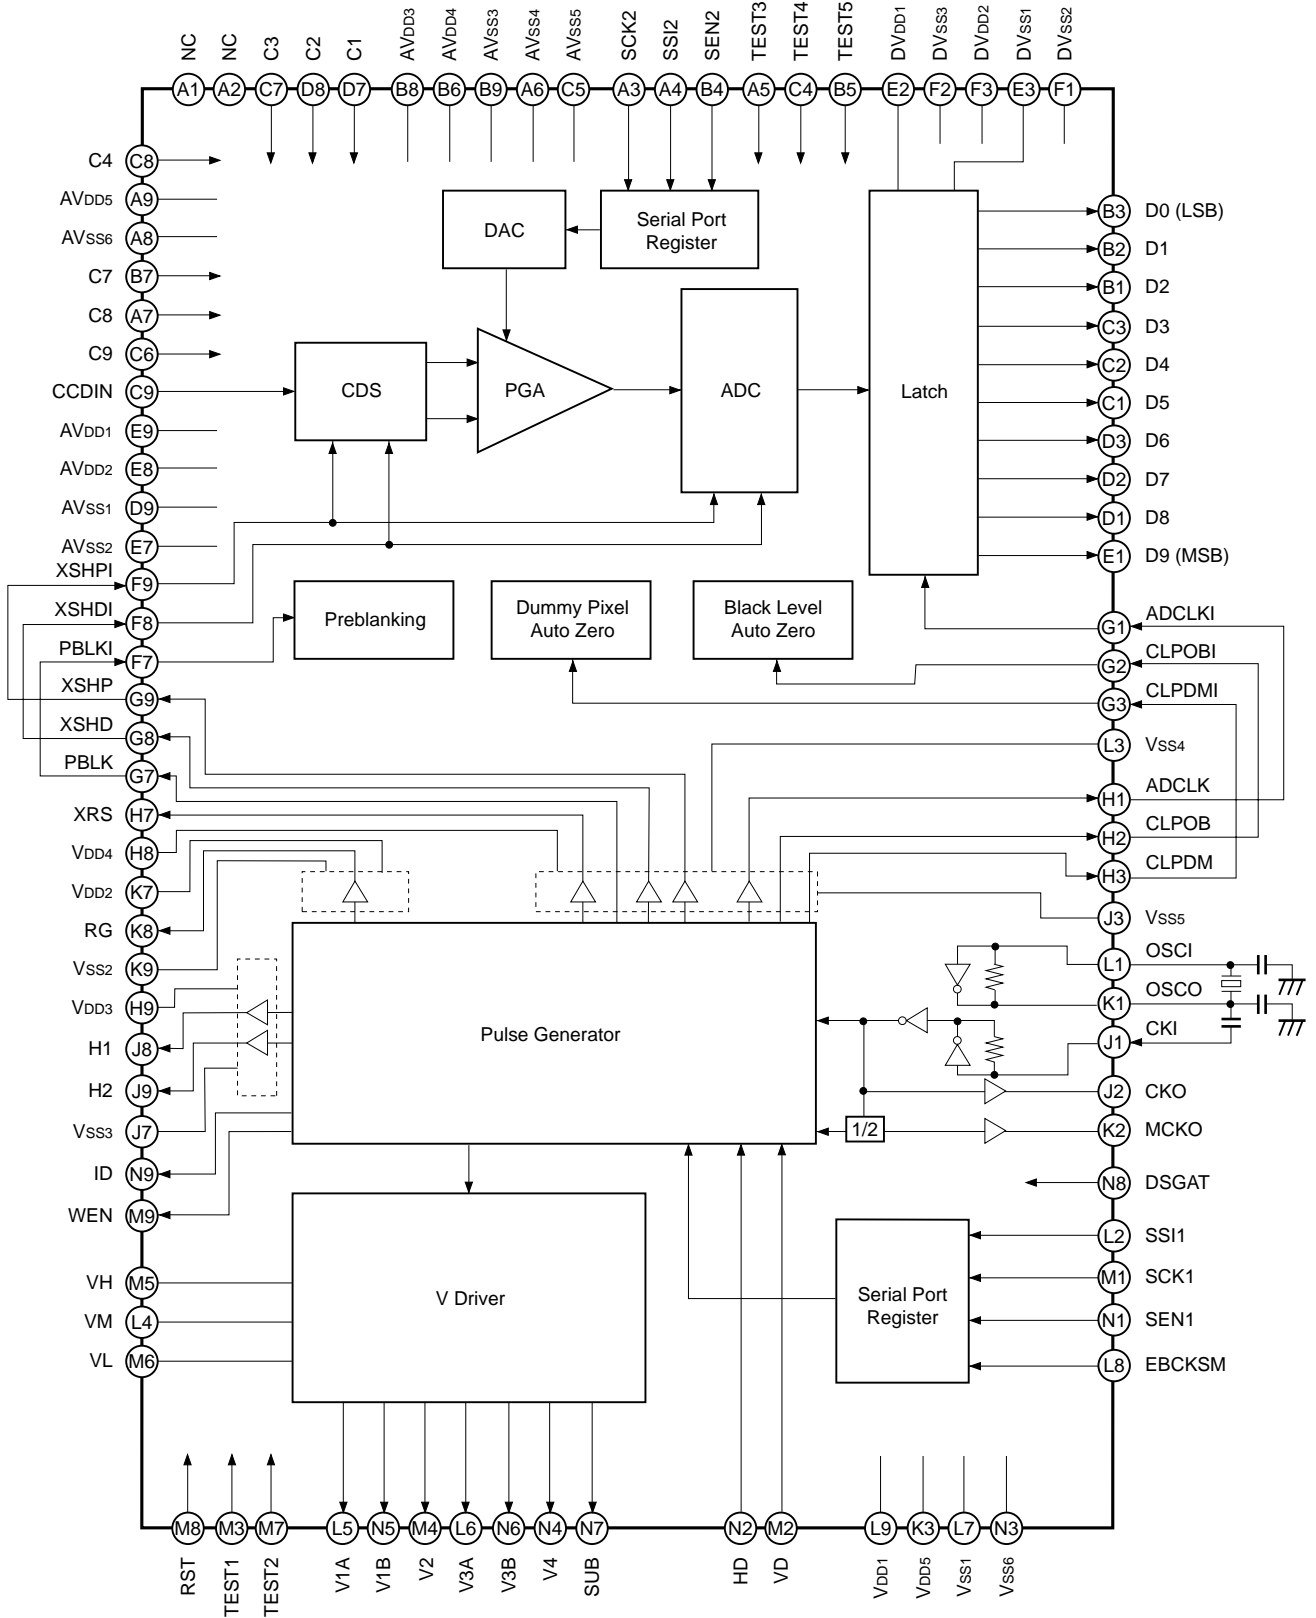 NC
NC
C3
C2
C1
AVDD3
AVDD4
AVSS3
AVSS4
AVSS5
SCK2
SSI2
SEN2
TEST3
TEST4
TEST5
DVDD1
DVSS3
DVDD2
DVSS1
DVSS2
A1
A2
C7
D8
D7
B8
B6
B9
A6
C5
A3
A4
B4
A5
C4
B5
E2
F2
F3
E3
F1
C4
C8
AVDD5
A9
AVSS6
A8
C7
B7
C8
A7
C9
C6
CCDIN
C9
AVDD1
E9
AVDD2
E8
AVSS1
D9
AVSS2
E7
XSHPI
F9
XSHDI
F8
PBLKI
F7
XSHP
G9
XSHD
G8
PBLK
G7
XRS
H7
VDD4
H8
VDD2
K7
RG
K8
VSS2
K9
VDD3
H9
H1
J8
H2
J9
VSS3
J7
ID
N9
WEN
M9
VH
M5
VM
L4
VL
M6
DAC
Serial Port
Register
CDS
PGA
ADC
Latch
Preblanking
Dummy Pixel
Auto Zero
Black Level
Auto Zero
Pulse Generator
1/2
V Driver
Serial Port
Register
B3
D0 (LSB)
B2
D1
B1
D2
C3
D3
C2
D4
C1
D5
D3
D6
D2
D7
D1
D8
E1
D9 (MSB)
G1
ADCLKI
G2
CLPOBI
G3
CLPDMI
L3
VSS4
H1
ADCLK
H2
CLPOB
H3
CLPDM
J3
VSS5
L1
OSCI
K1
OSCO
J1
CKI
J2
CKO
K2
MCKO
N8
DSGAT
L2
SSI1
M1
SCK1
N1
SEN1
L8
EBCKSM
M8
M3
M7
L5
N5
M4
L6
N6
N4
N7
N2
M2
L9
K3
L7
N3
RST
TEST1
TEST2
V1A
V1B
V2
V3A
V3B
V4
SUB
HD
VD
VDD1
VDD5
VSS1
VSS6